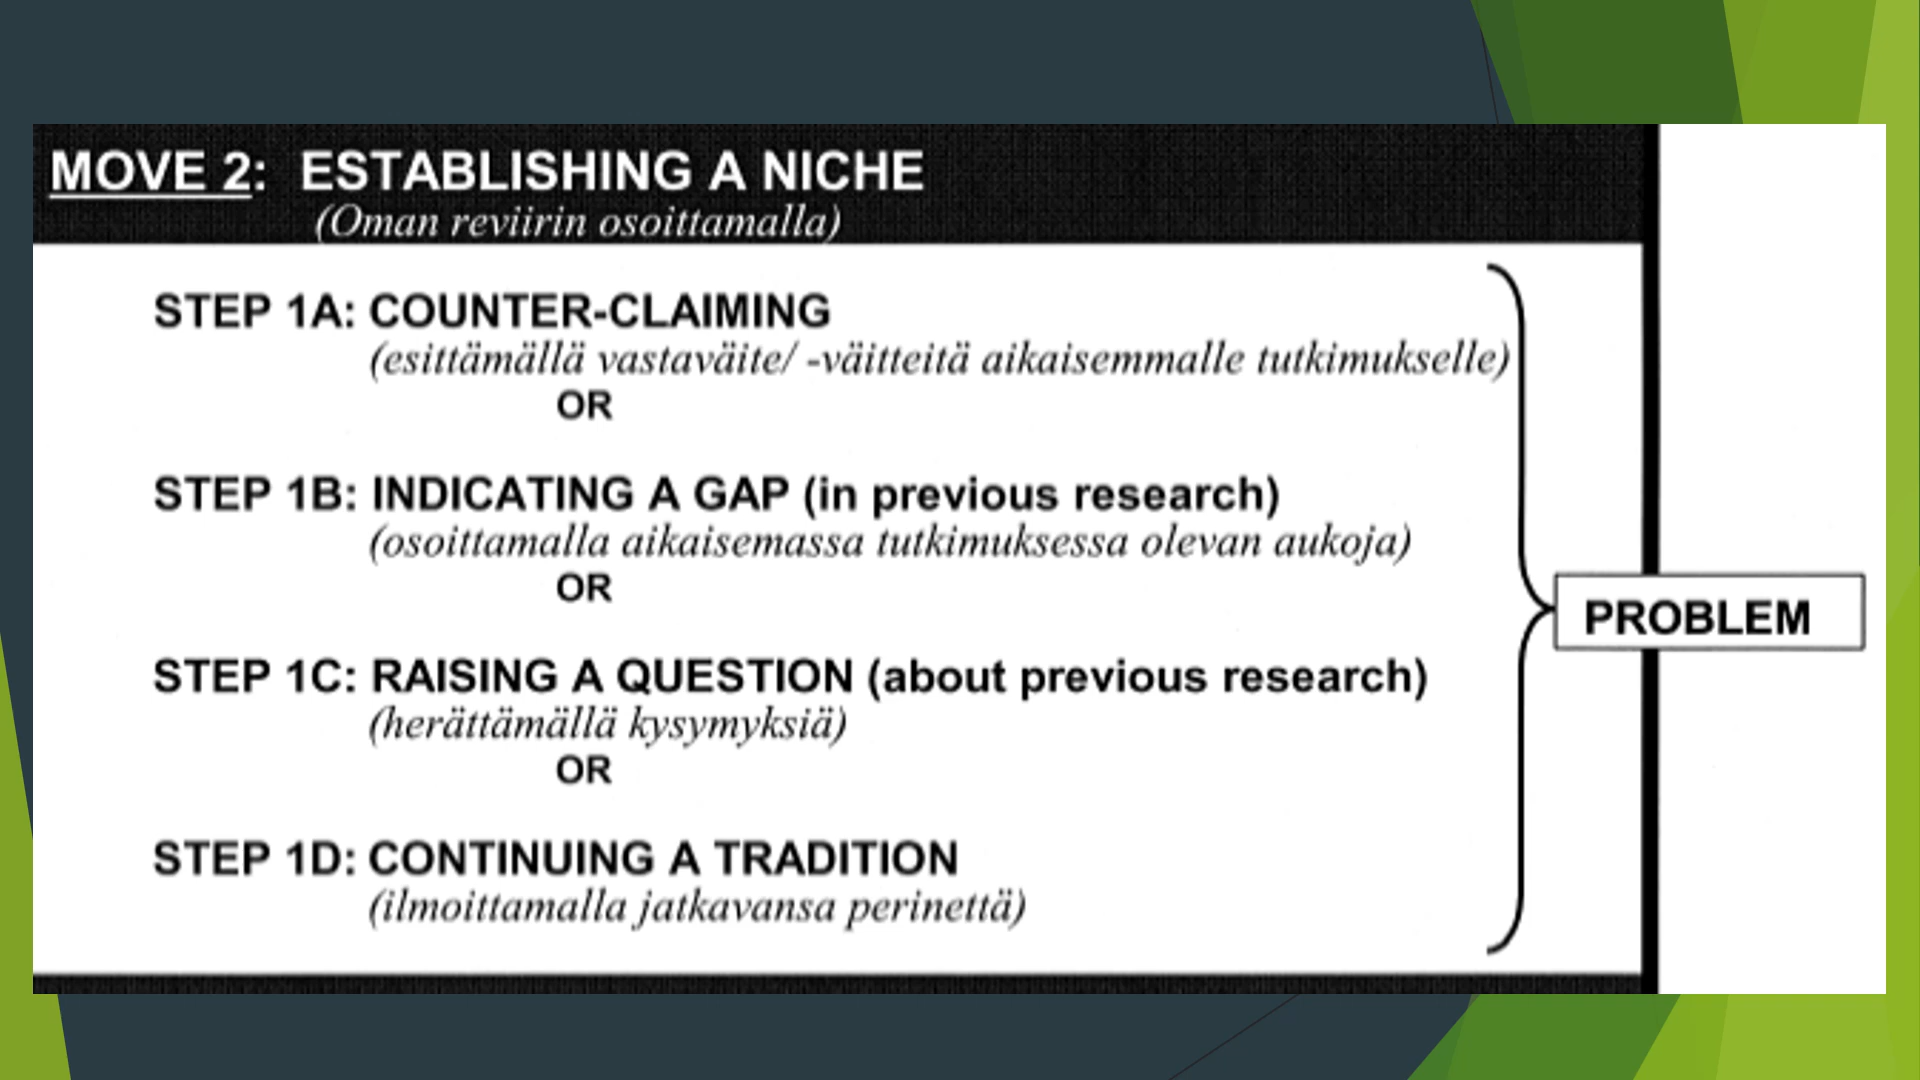 MOVE 2: ESTABLISHING A NICHE
(Oman reviirin osoittamalla)
STEP 1A: COUNTER-CLAIMING
(esittämällä vastaväite/ -väitteitä aikaisemmalle tutkimukselle)
OR
STEP 1B: INDICATING A GAP (in previous research)
(osoittamalla aikaisemassa tutkimuksessa olevan aukoja)
OR
STEP 1C: RAISING A QUESTION (about previous research)
(herättämällä kysymyksiä)
OR
STEP 1D: CONTINUING A TRADITION
(ilmoittamalla jatkavansa perinettä)
PROBLEM